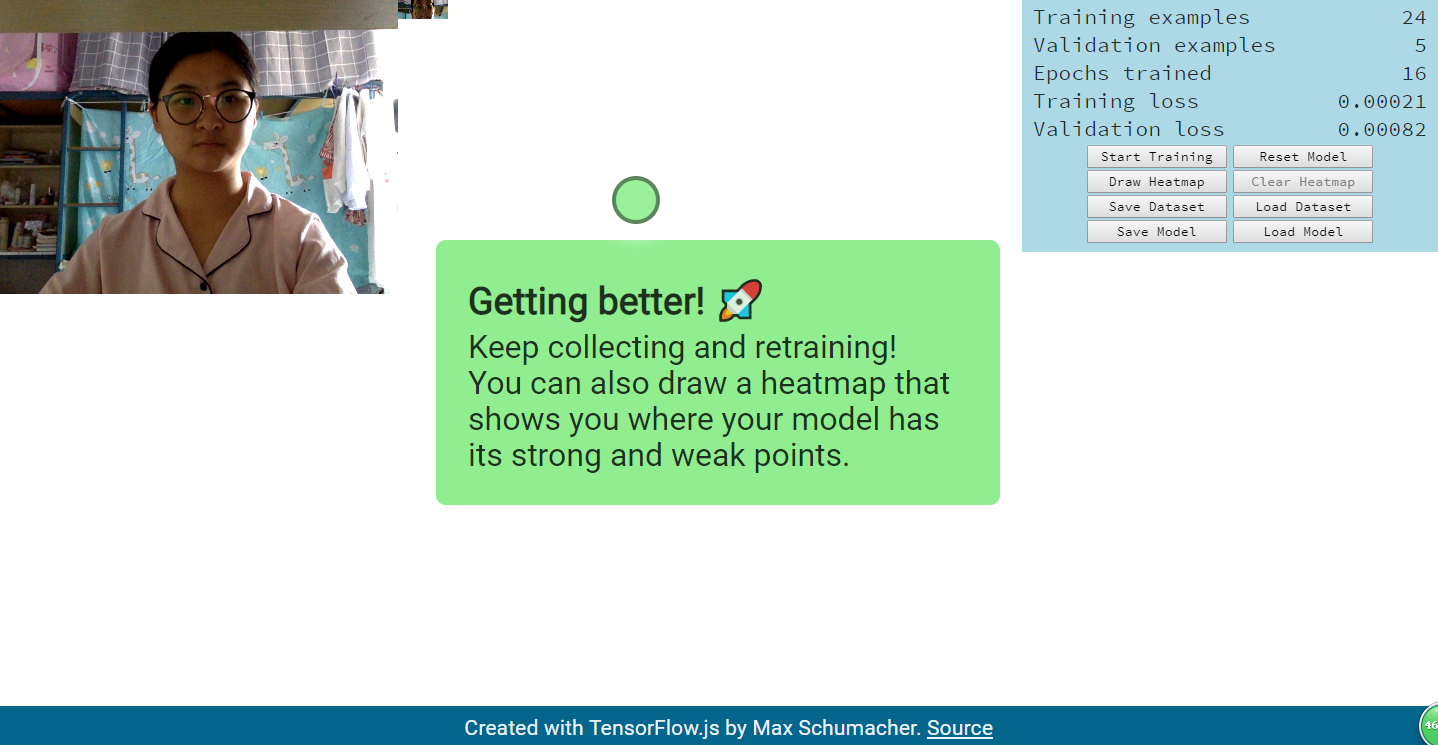 Training examples 24
Validation examples 5
Epochs trained 16
Training loss 0.00021
Validation loss 0.00082
Start Training Reset Model
Draw Heatmap Clear Heatmap
Save Dataset Load Dataset
Save Model Load Model
Getting better! 🚀
Keep collecting and retraining!
You can also draw a heatmap that
shows you where your model has
its strong and weak points.
Created with TensorFlow.js by Max Schumacher. Source
46